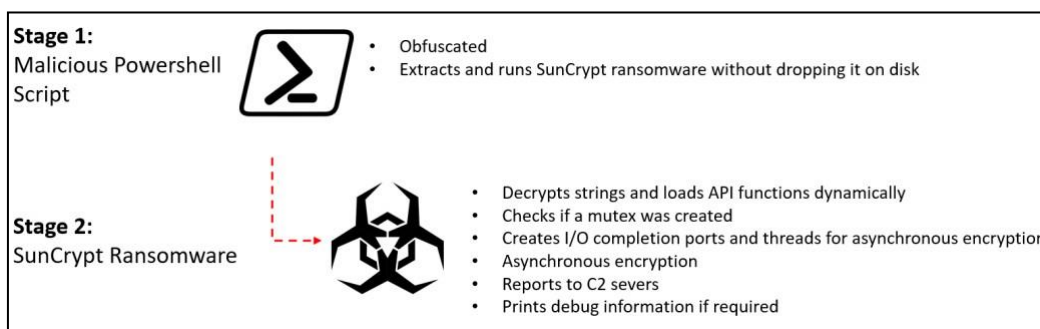 Stage 1:
Malicious Powershell
Script
• Obfuscated
• Extracts and runs SunCrypt ransomware without dropping it on disk
Stage 2:
SunCrypt Ransomware
• Decrypts strings and loads API functions dynamically
• Checks if a mutex was created
• Creates I/O completion ports and threads for asynchronous encryption
• Asynchronous encryption
• Reports to C2 severs
• Prints debug information if required